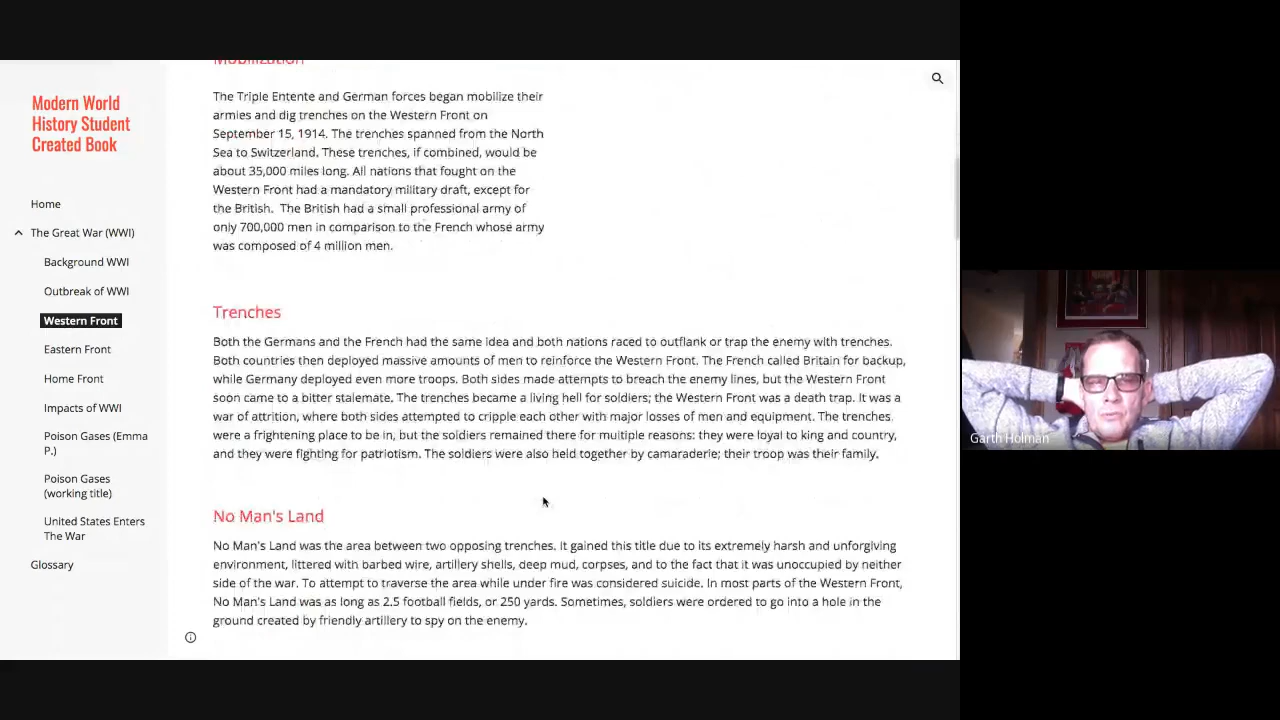 Mobilization
Modern World
History Student
Created Book
Home
The Great War (WWI)
Background WWI
Outbreak of WWI
Western Front
Eastern Front
Home Front
Impacts of WWI
Poison Gases (Emma
P.)
Poison Gases
(working title)
United States Enters
The War
Glossary
The Triple Entente and German forces began mobilize their
armies and dig trenches on the Western Front on
September 15, 1914. The trenches spanned from the North
Sea to Switzerland. These trenches, if combined, would be
about 35,000 miles long. All nations that fought on the
Western Front had a mandatory military draft, except for
the British. The British had a small professional army of
only 700,000 men in comparison to the French whose army
was composed of 4 million men.
Trenches
Both the Germans and the French had the same idea and both nations raced to outflank or trap the enemy with trenches.
Both countries then deployed massive amounts of men to reinforce the Western Front. The French called Britain for backup,
while Germany deployed even more troops. Both sides made attempts to breach the enemy lines, but the Western Front
soon came to a bitter stalemate. The trenches became a living hell for soldiers; the Western Front was a death trap. It was a
war of attrition, where both sides attempted to cripple each other with major losses of men and equipment. The trenches
were a frightening place to be in, but the soldiers remained there for multiple reasons: they were loyal to king and country,
and they were fighting for patriotism. The soldiers were also held together by camaraderie; their troop was their family.
No Man's Land
No Man's Land was the area between two opposing trenches. It gained this title due to its extremely harsh and unforgiving
environment, littered with barbed wire, artillery shells, deep mud, corpses, and to the fact that it was unoccupied by neither
side of the war. To attempt to traverse the area while under fire was considered suicide. In most parts of the Western Front,
No Man's Land was as long as 2.5 football fields, or 250 yards. Sometimes, soldiers were ordered to go into a hole in the
ground created by friendly artillery to spy on the enemy.
Garth Holman